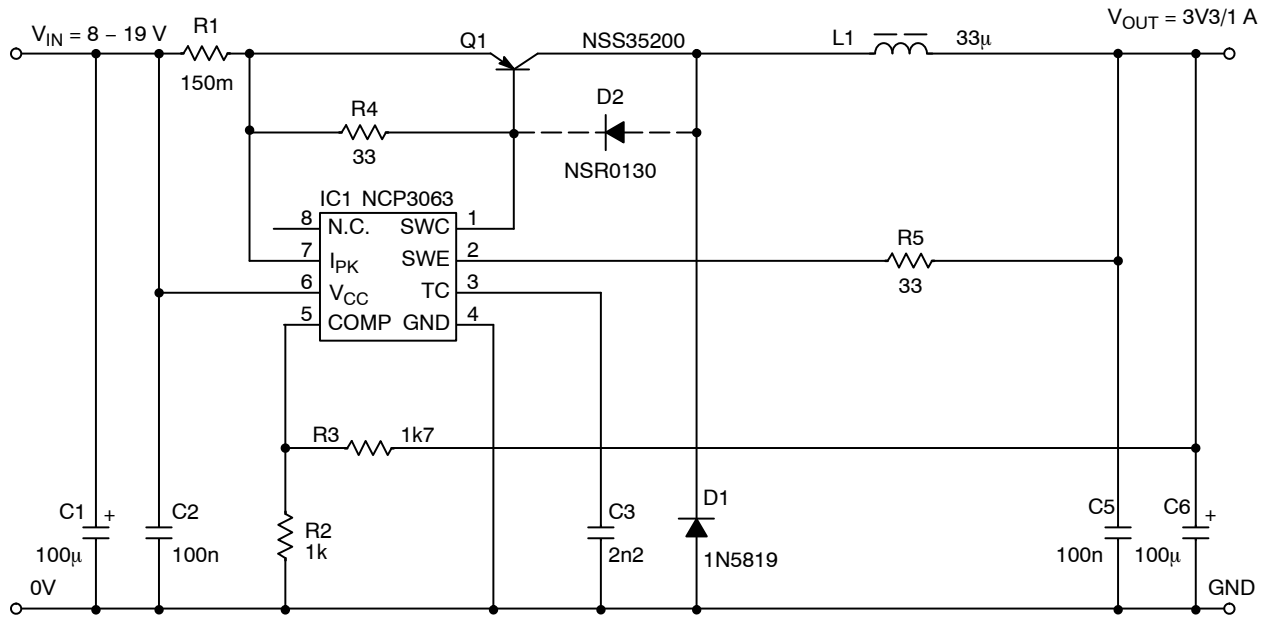 V_IN = 8 – 19 V
R1
150m
Q1
NSS35200
L1
33µ
V_OUT = 3V3/1 A
R4
33
D2
NSR0130
IC1 NCP3063
8 N.C. SWC 1
7 I_PK SWE 2
6 V_CC TC 3
5 COMP GND 4
R5
33
R3 1k7
C1 +
100µ
C2
100n
R2
1k
C3
2n2
D1
1N5819
C5
100n
C6 +
100µ
0V
GND